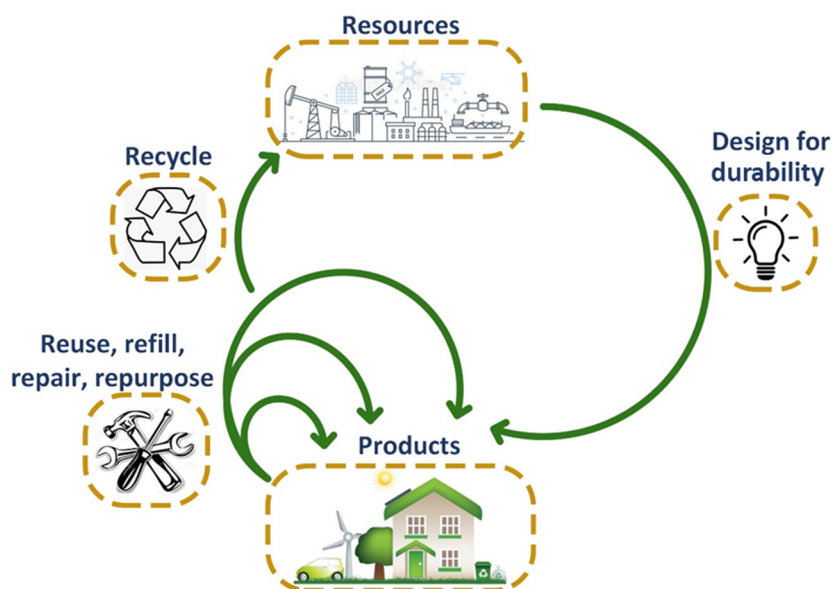 Resources
Design for
durability
Recycle
Reuse, refill,
repair, repurpose
Products